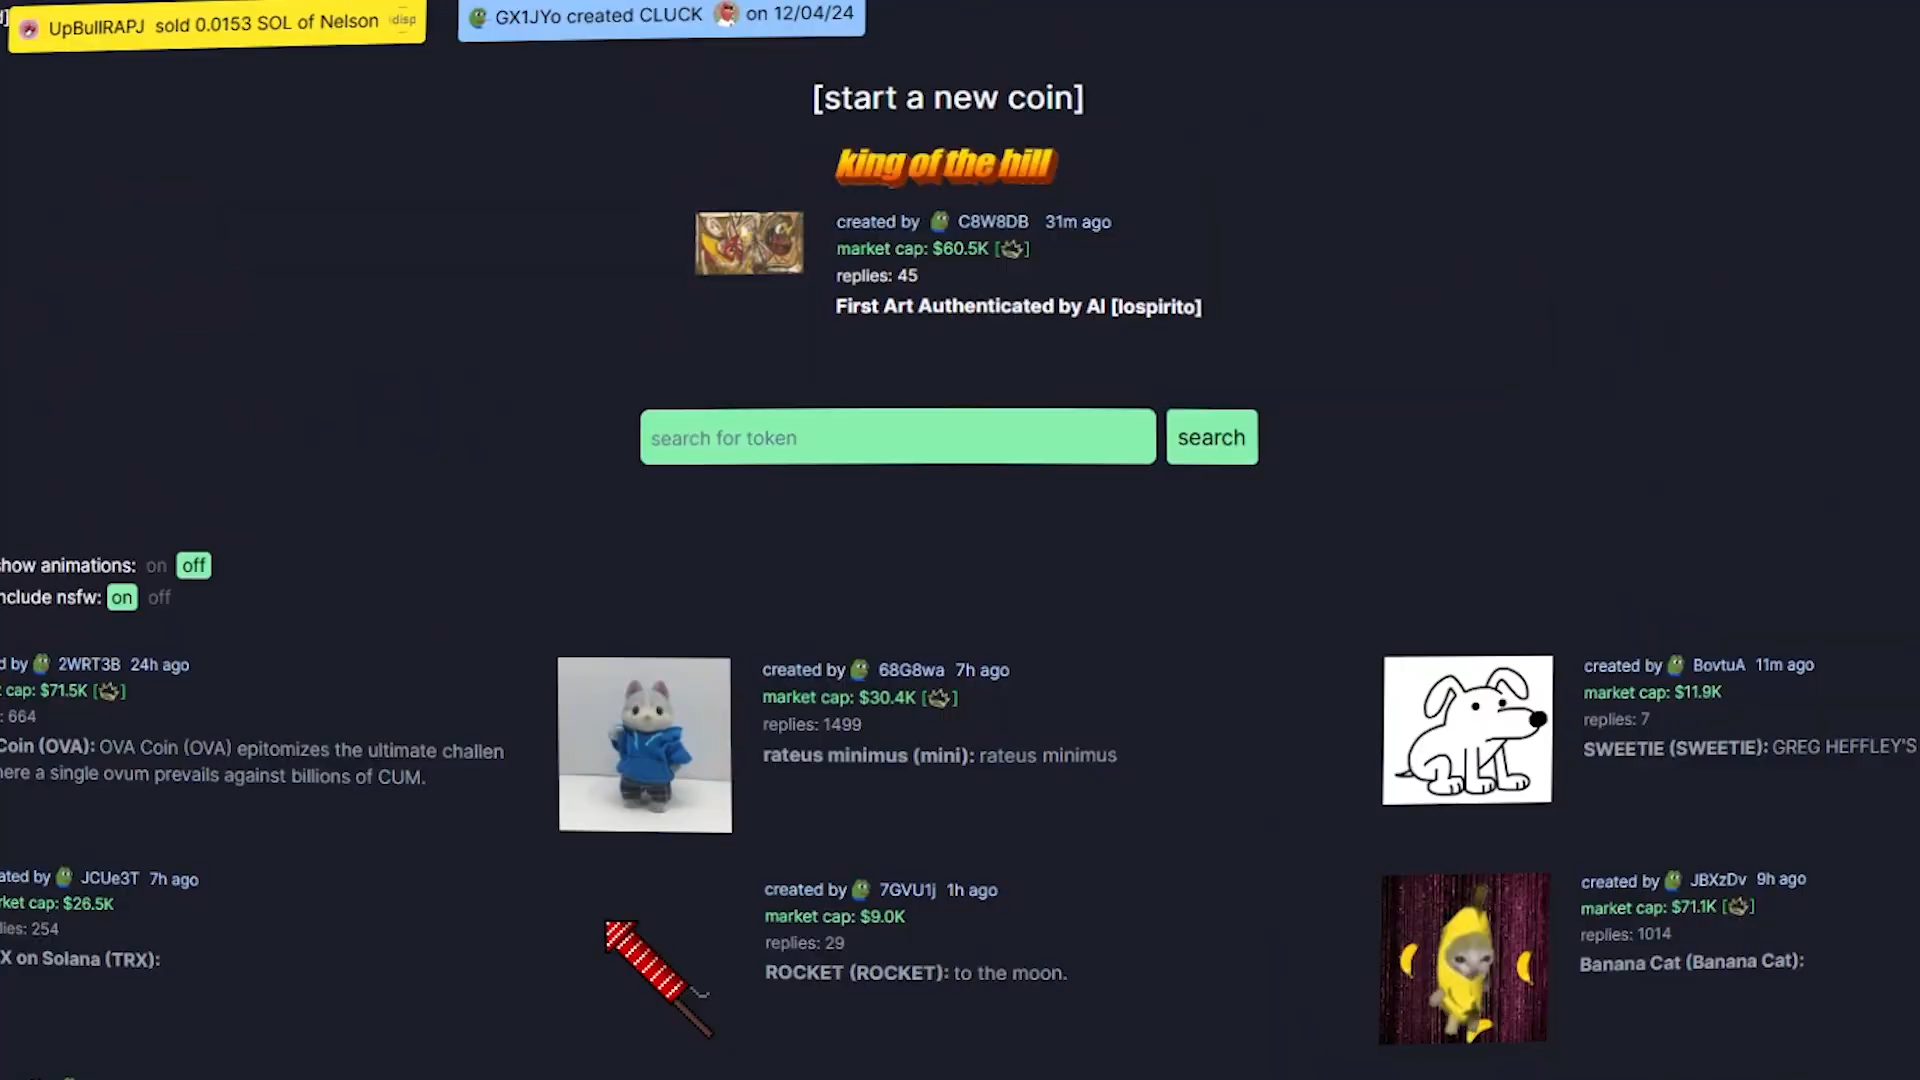 UpBullRAPJ sold 0.0153 SOL of Nelson
GX1JYo created CLUCK on 12/04/24
[start a new coin]
king of the hill
created by C8W8DB 31m ago
market cap: $60.5K [ ]
replies: 45
First Art Authenticated by AI [lospirito]
search for token
search
how animations: on off
nclude nsfw: on off
d by 2WRT3B 24h ago
cap: $71.5K [ ]
: 664
Coin (OVA): OVA Coin (OVA) epitomizes the ultimate challen
here a single ovum prevails against billions of CUM.
created by 68G8wa 7h ago
market cap: $30.4K [ ]
replies: 1499
rateus minimus (mini): rateus minimus
created by BovtuA 11m ago
market cap: $11.9K
replies: 7
SWEETIE (SWEETIE): GREG HEFFLEY'S
ated by JCUe3T 7h ago
rket cap: $26.5K
lies: 254
X on Solana (TRX):
created by 7GVU1j 1h ago
market cap: $9.0K
replies: 29
ROCKET (ROCKET): to the moon.
created by JBXzDv 9h ago
market cap: $71.1K [ ]
replies: 1014
Banana Cat (Banana Cat):